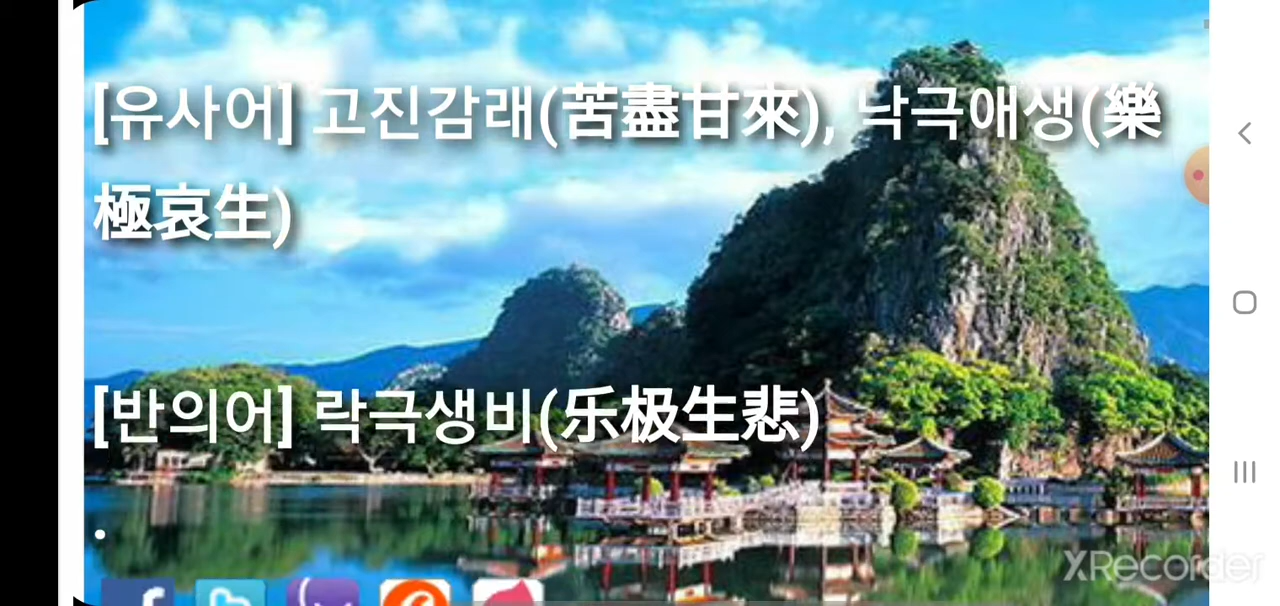 [유사어] 고진감래(苦盡甘來), 낙극애생(樂
極哀生)
[반의어] 락극생비(乐极生悲)
.
XRecorder